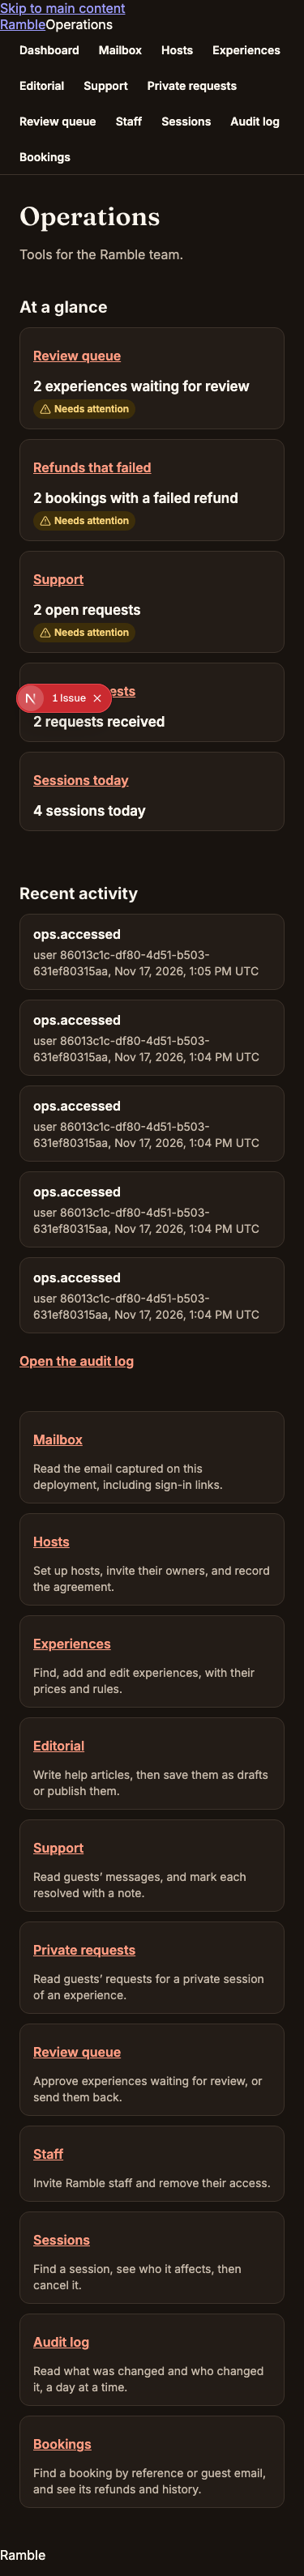 Skip to main content
RambleOperations
Dashboard Mailbox Hosts Experiences
Editorial Support Private requests
Review queue Staff Sessions Audit log
Bookings
Operations
Tools for the Ramble team.
At a glance
Review queue
2 experiences waiting for review
Needs attention
Refunds that failed
2 bookings with a failed refund
Needs attention
Support
2 open requests
Needs attention
1 Issue
2 requests received
Sessions today
4 sessions today
Recent activity
ops.accessed
user 86013c1c-df80-4d51-b503-
631ef80315aa, Nov 17, 2026, 1:05 PM UTC
ops.accessed
user 86013c1c-df80-4d51-b503-
631ef80315aa, Nov 17, 2026, 1:04 PM UTC
ops.accessed
user 86013c1c-df80-4d51-b503-
631ef80315aa, Nov 17, 2026, 1:04 PM UTC
ops.accessed
user 86013c1c-df80-4d51-b503-
631ef80315aa, Nov 17, 2026, 1:04 PM UTC
ops.accessed
user 86013c1c-df80-4d51-b503-
631ef80315aa, Nov 17, 2026, 1:04 PM UTC
Open the audit log
Mailbox
Read the email captured on this
deployment, including sign-in links.
Hosts
Set up hosts, invite their owners, and record
the agreement.
Experiences
Find, add and edit experiences, with their
prices and rules.
Editorial
Write help articles, then save them as drafts
or publish them.
Support
Read guests’ messages, and mark each
resolved with a note.
Private requests
Read guests’ requests for a private session
of an experience.
Review queue
Approve experiences waiting for review, or
send them back.
Staff
Invite Ramble staff and remove their access.
Sessions
Find a session, see who it affects, then
cancel it.
Audit log
Read what was changed and who changed
it, a day at a time.
Bookings
Find a booking by reference or guest email,
and see its refunds and history.
Ramble